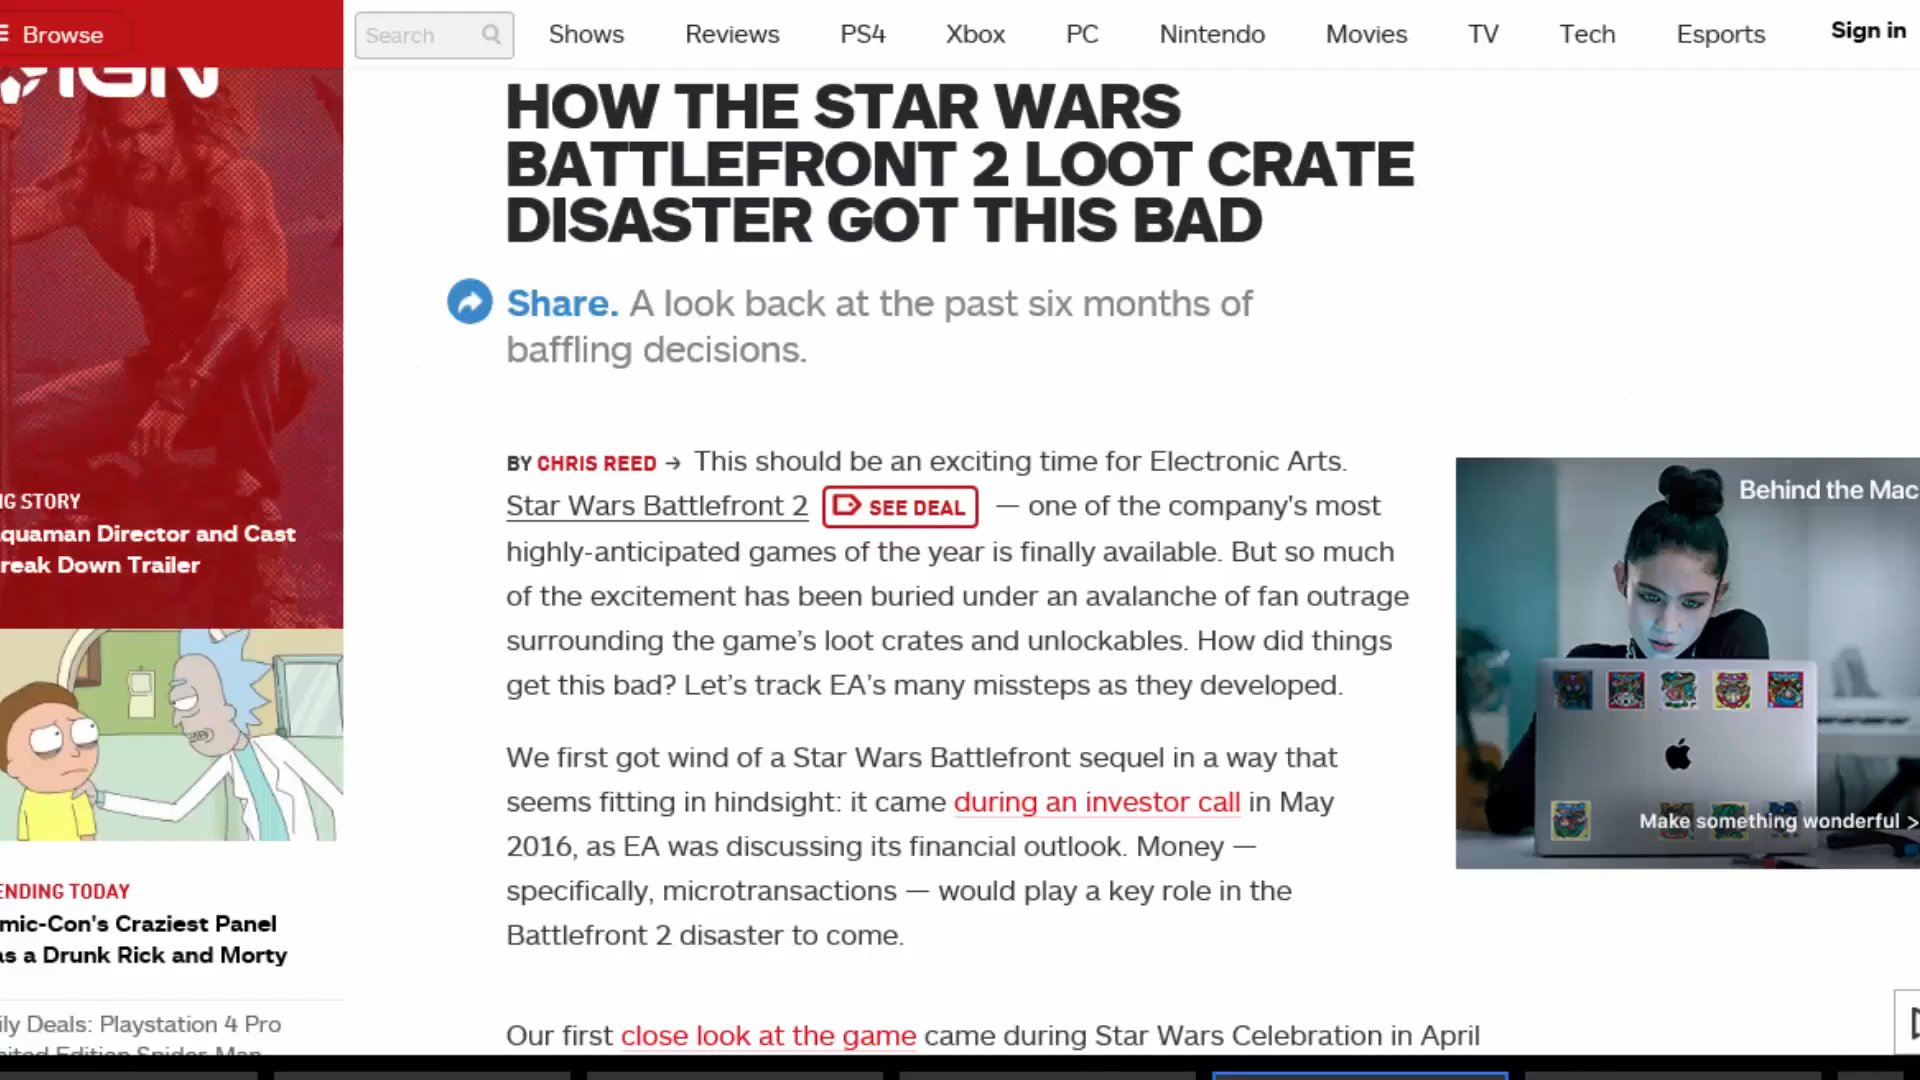 Browse
Search
Shows
Reviews
PS4
Xbox
PC
Nintendo
Movies
TV
Tech
Esports
Sign in
IGN
HOW THE STAR WARS
BATTLEFRONT 2 LOOT CRATE
DISASTER GOT THIS BAD
Share. A look back at the past six months of
baffling decisions.
BY CHRIS REED → This should be an exciting time for Electronic Arts.
Star Wars Battlefront 2 SEE DEAL — one of the company's most
highly-anticipated games of the year is finally available. But so much
of the excitement has been buried under an avalanche of fan outrage
surrounding the game’s loot crates and unlockables. How did things
get this bad? Let’s track EA’s many missteps as they developed.
We first got wind of a Star Wars Battlefront sequel in a way that
seems fitting in hindsight: it came during an investor call in May
2016, as EA was discussing its financial outlook. Money —
specifically, microtransactions — would play a key role in the
Battlefront 2 disaster to come.
Our first close look at the game came during Star Wars Celebration in April
G STORY
quaman Director and Cast
reak Down Trailer
ENDING TODAY
mic-Con's Craziest Panel
as a Drunk Rick and Morty
ily Deals: Playstation 4 Pro
ited Edition Spider-Man
Behind the Mac
Make something wonderful >